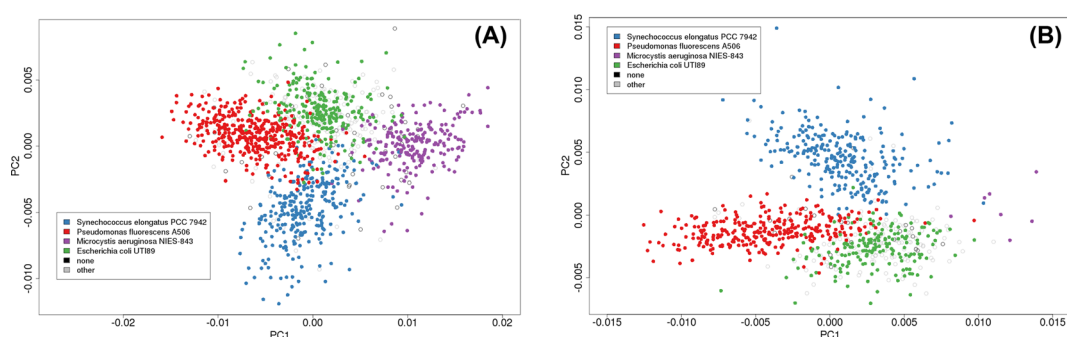 (A)
0.005
0.000
-0.005
-0.010
PC2
Synechococcus elongatus PCC 7942
Pseudomonas fluorescens A506
Microcystis aeruginosa NIES-843
Escherichia coli UTI89
none
other
-0.02
-0.01
0.00
0.01
0.02
PC1
(B)
0.015
0.010
0.005
0.000
-0.005
PC2
Synechococcus elongatus PCC 7942
Pseudomonas fluorescens A506
Microcystis aeruginosa NIES-843
Escherichia coli UTI89
none
other
-0.015
-0.010
-0.005
0.000
0.005
0.010
0.015
PC1